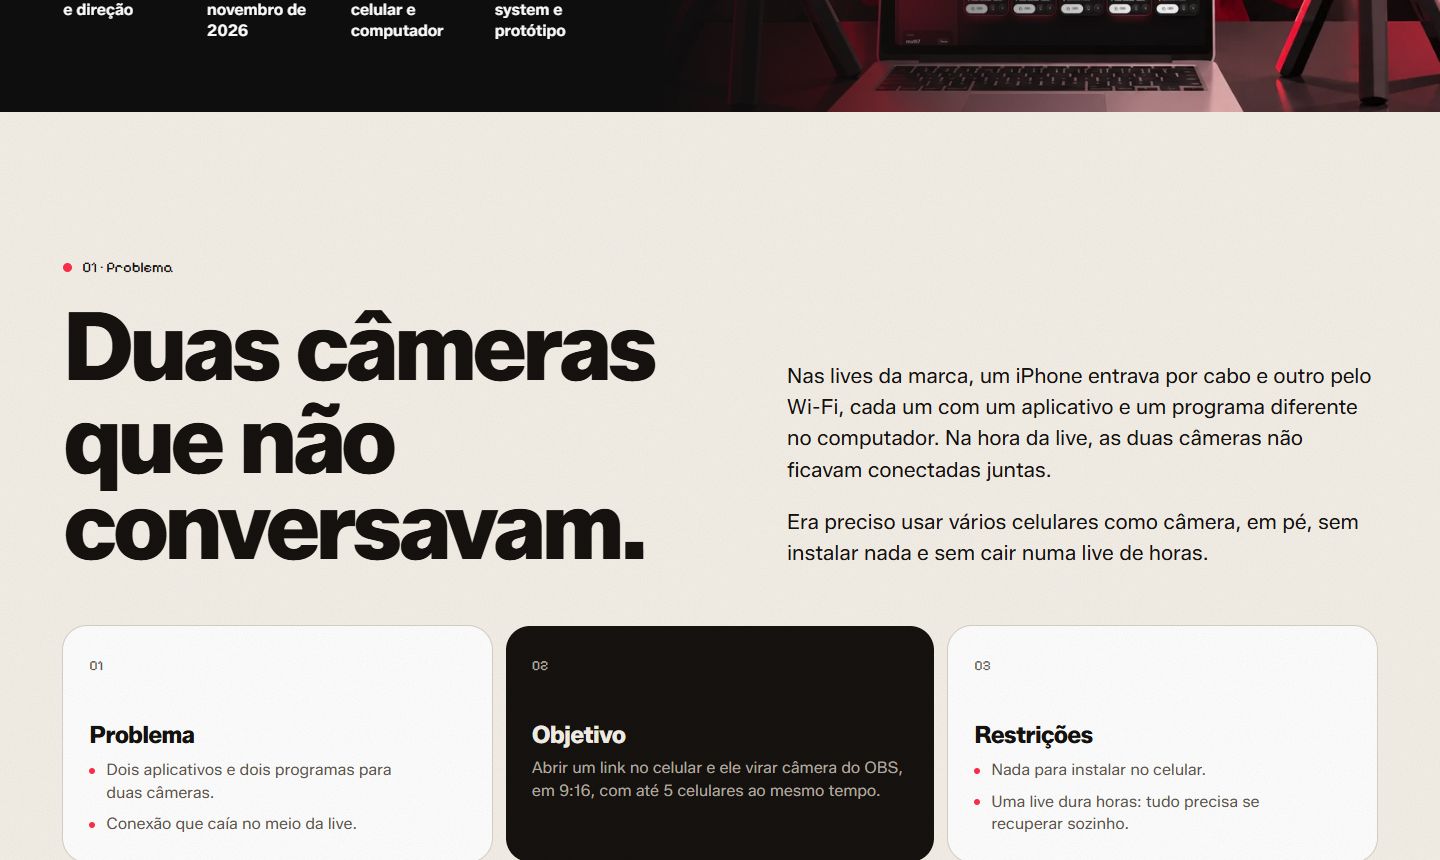 e direção
novembro de
2026
celular e
computador
system e
protótipo
01 · Problema
Duas câmeras
que não
conversavam.
Nas lives da marca, um iPhone entrava por cabo e outro pelo
Wi-Fi, cada um com um aplicativo e um programa diferente
no computador. Na hora da live, as duas câmeras não
ficavam conectadas juntas.
Era preciso usar vários celulares como câmera, em pé, sem
instalar nada e sem cair numa live de horas.
01
Problema
Dois aplicativos e dois programas para
duas câmeras.
Conexão que caía no meio da live.
02
Objetivo
Abrir um link no celular e ele virar câmera do OBS,
em 9:16, com até 5 celulares ao mesmo tempo.
03
Restrições
Nada para instalar no celular.
Uma live dura horas: tudo precisa se
recuperar sozinho.